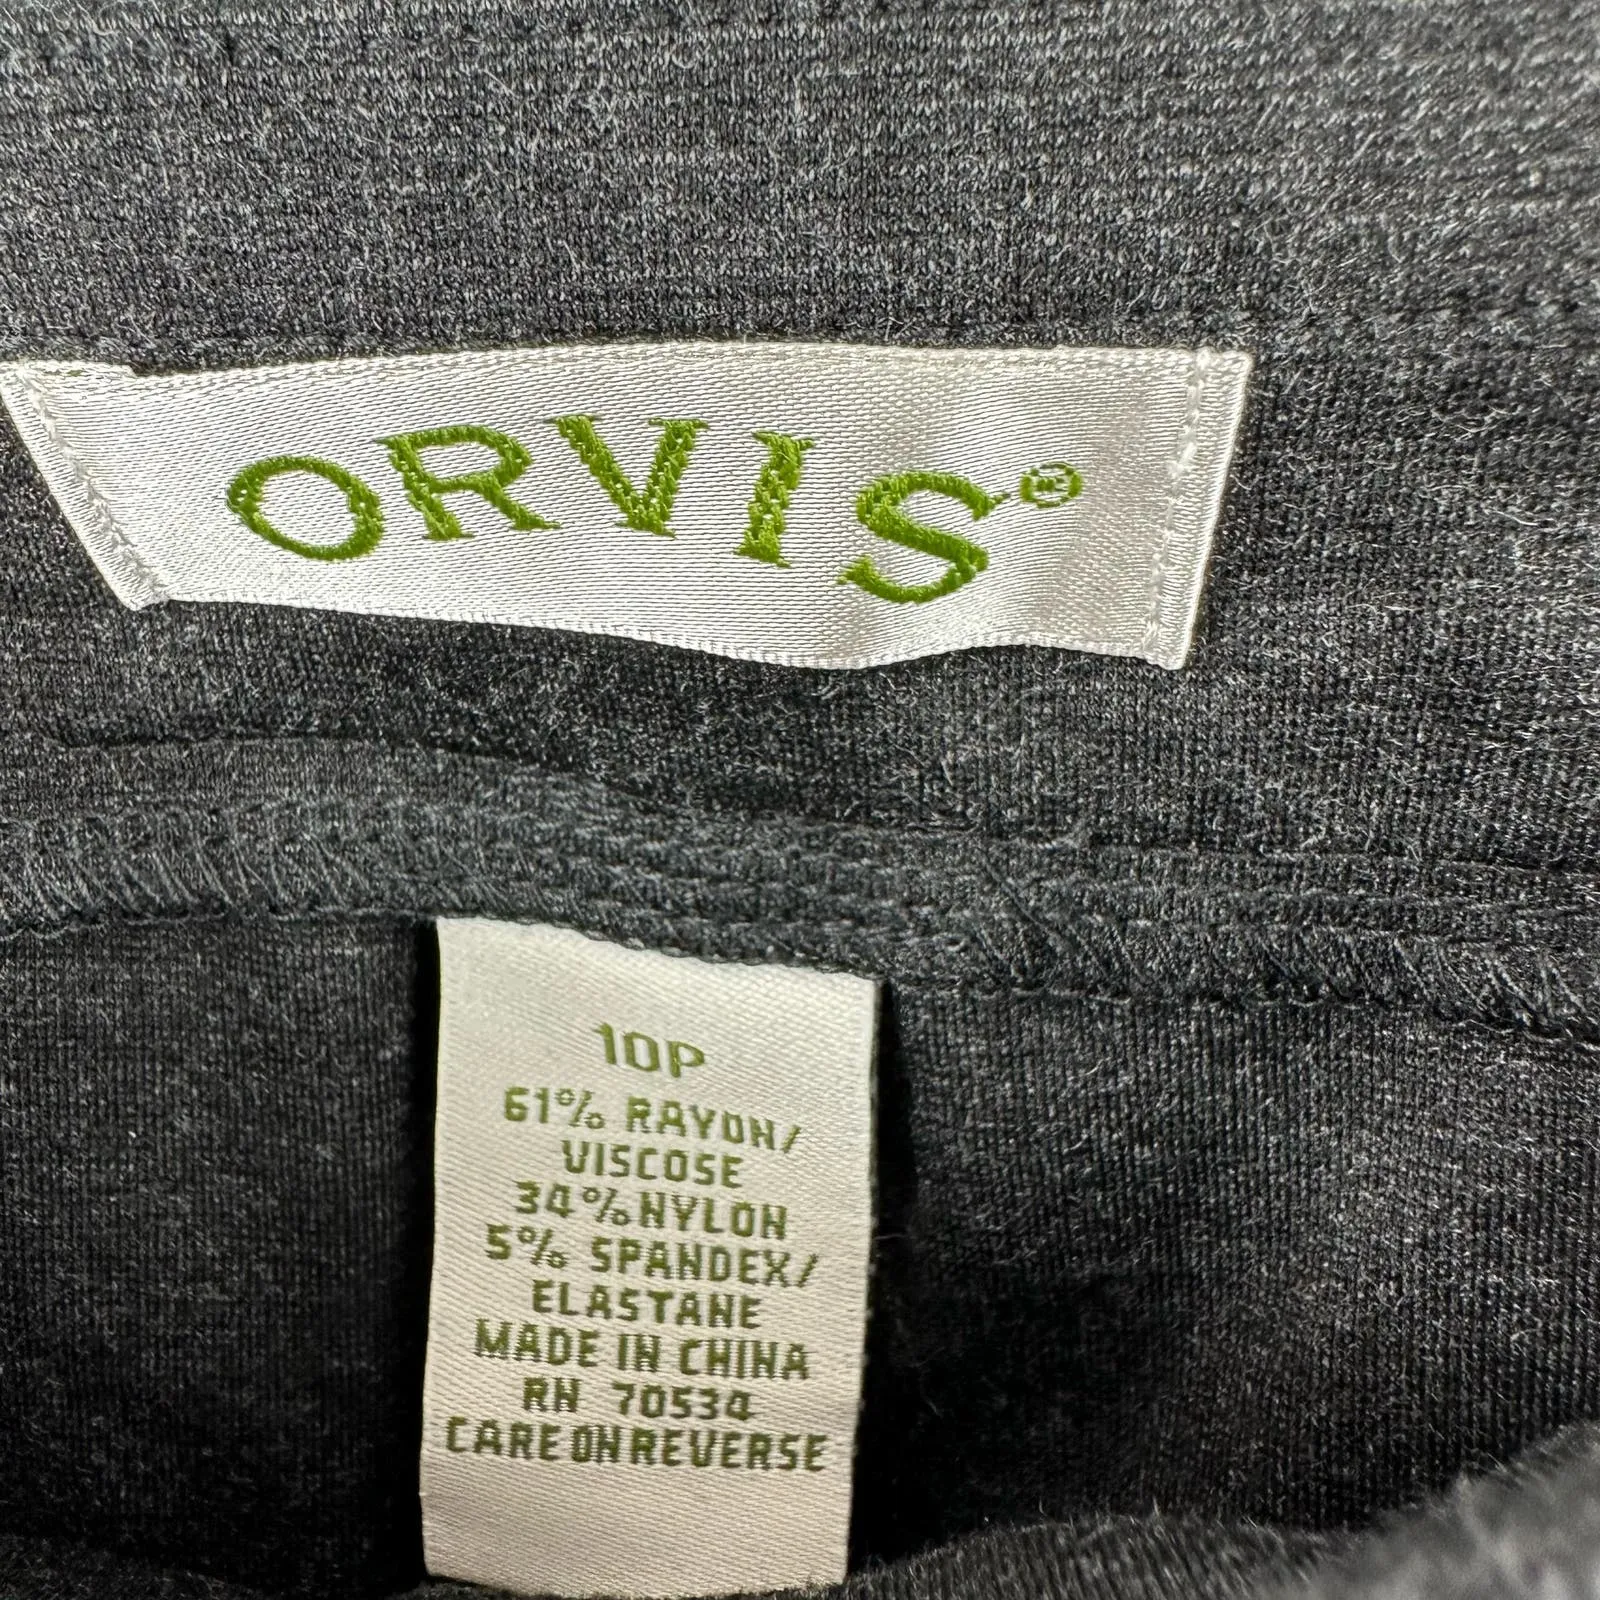 ORVIS®
10P
61% RAYON/
VISCOSE
34% NYLON
5% SPANDEX/
ELASTANE
MADE IN CHINA
RN 70534
CARE ON REVERSE